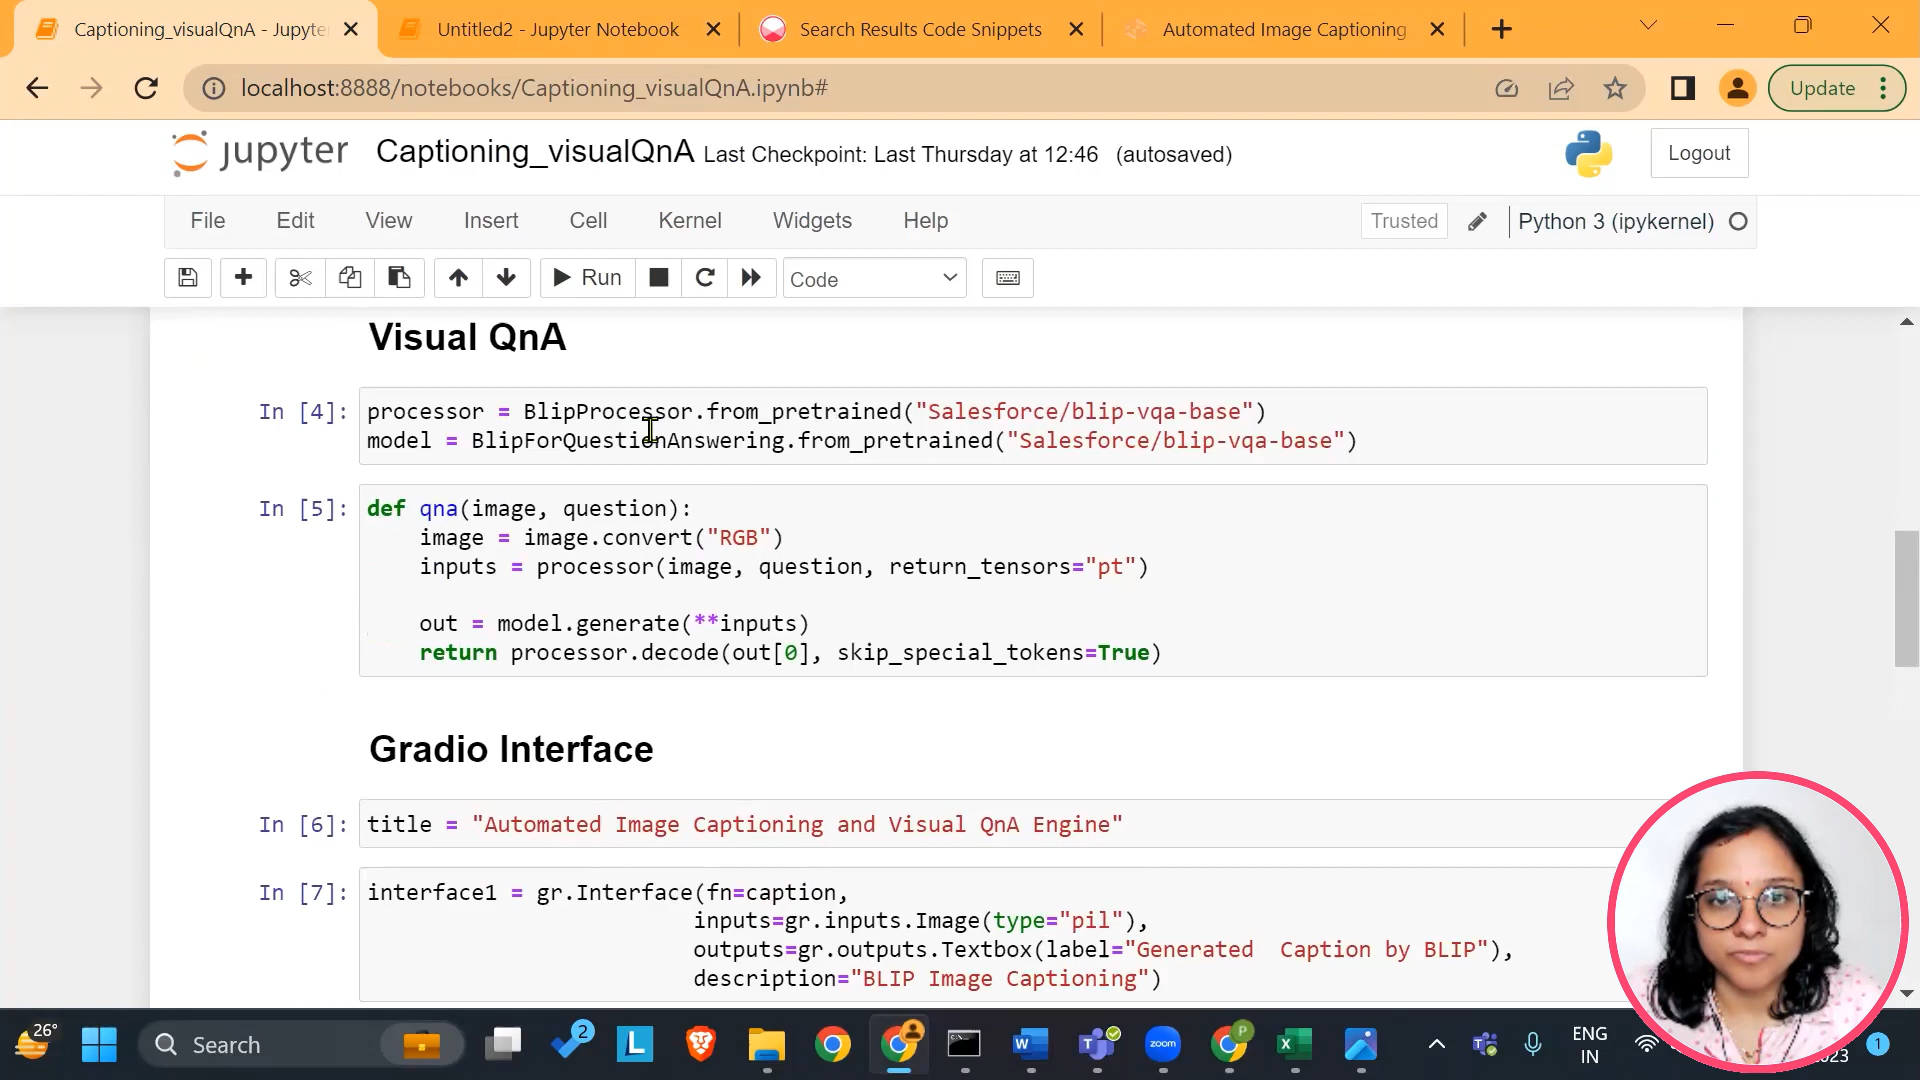 Captioning_visualQnA - Jupyte
Untitled2 - Jupyter Notebook
Search Results Code Snippets
Automated Image Captioning
localhost:8888/notebooks/Captioning_visualQnA.ipynb#
Update
jupyter
Captioning_visualQnA Last Checkpoint: Last Thursday at 12:46 (autosaved)
Logout
File Edit View Insert Cell Kernel Widgets Help
Trusted
Python 3 (ipykernel)
Run
Code
Visual QnA
In [4]: processor = BlipProcessor.from_pretrained("Salesforce/blip-vqa-base")
model = BlipForQuestionAnswering.from_pretrained("Salesforce/blip-vqa-base")
In [5]: def qna(image, question):
image = image.convert("RGB")
inputs = processor(image, question, return_tensors="pt")
out = model.generate(**inputs)
return processor.decode(out[0], skip_special_tokens=True)
Gradio Interface
In [6]: title = "Automated Image Captioning and Visual QnA Engine"
In [7]: interface1 = gr.Interface(fn=caption,
inputs=gr.inputs.Image(type="pil"),
outputs=gr.outputs.Textbox(label="Generated  Caption by BLIP"),
description="BLIP Image Captioning")
26°
Search
2
L
W
zoom
P
X
ENG
IN
2023
1